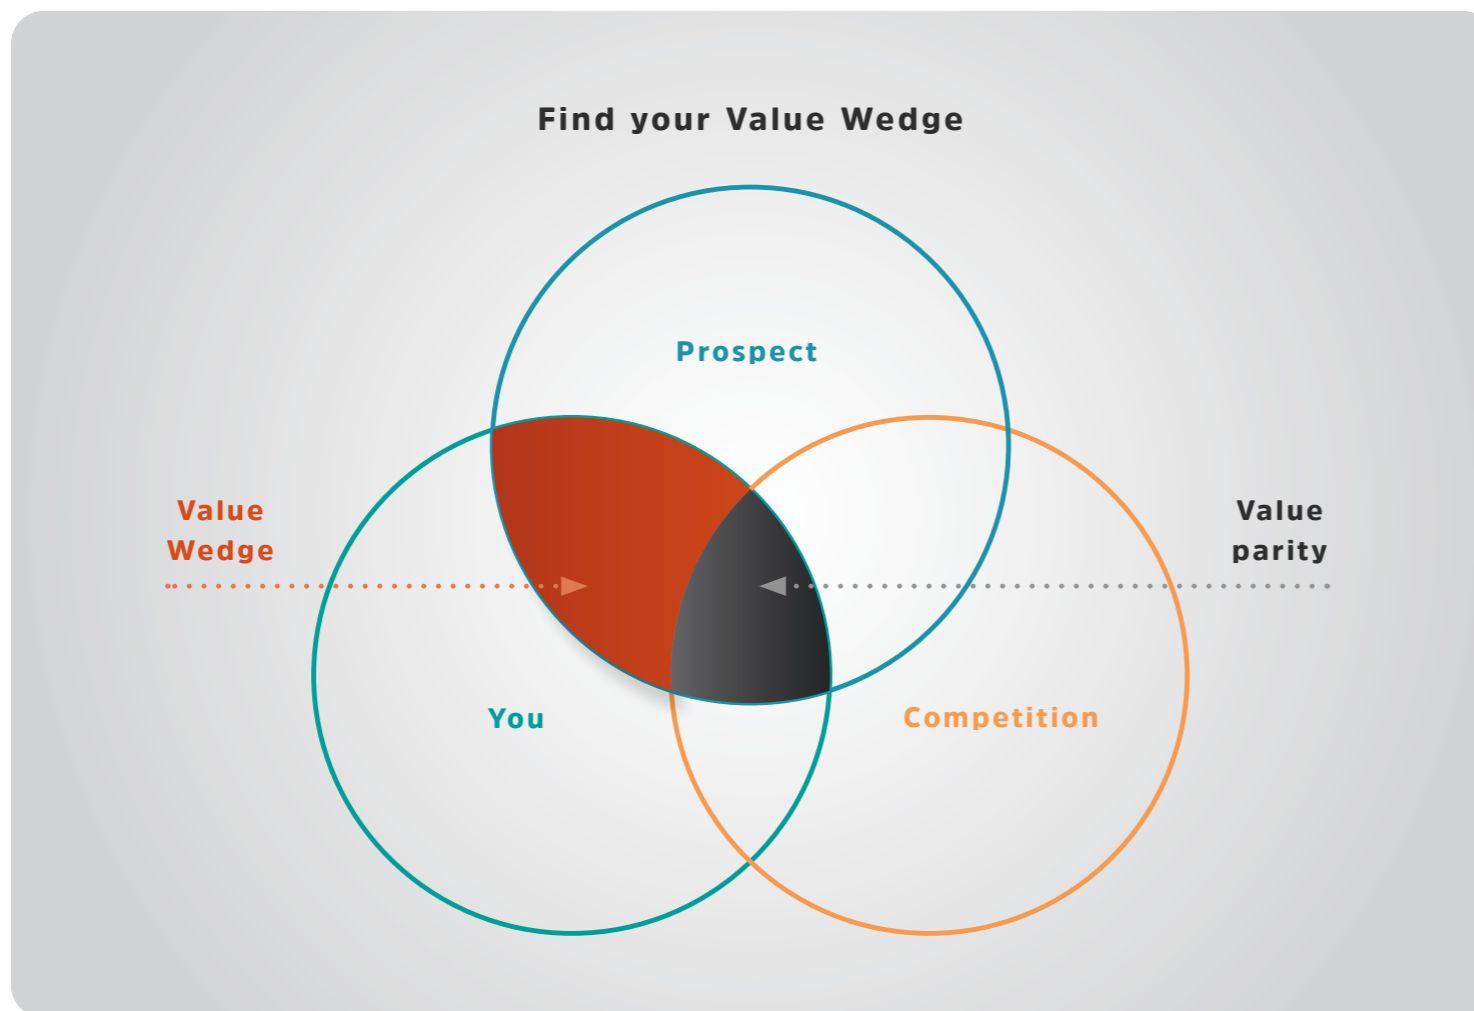 Find your Value Wedge
Prospect
Value
Wedge
Value
parity
You
Competition